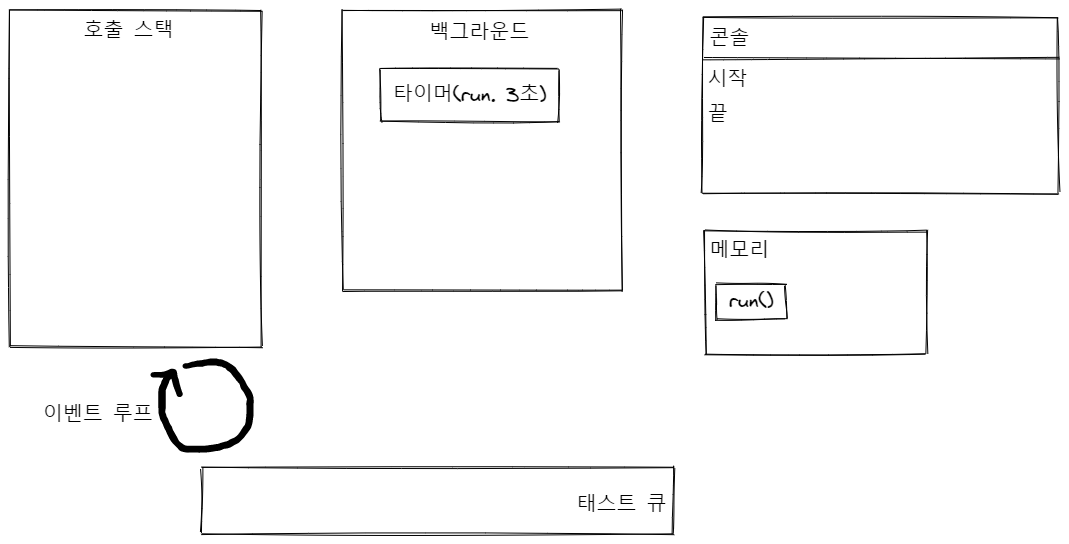 호출 스택
백그라운드
타이머(run. 3초)
콘솔
시작
끝
메모리
run()
이벤트 루프
태스트 큐